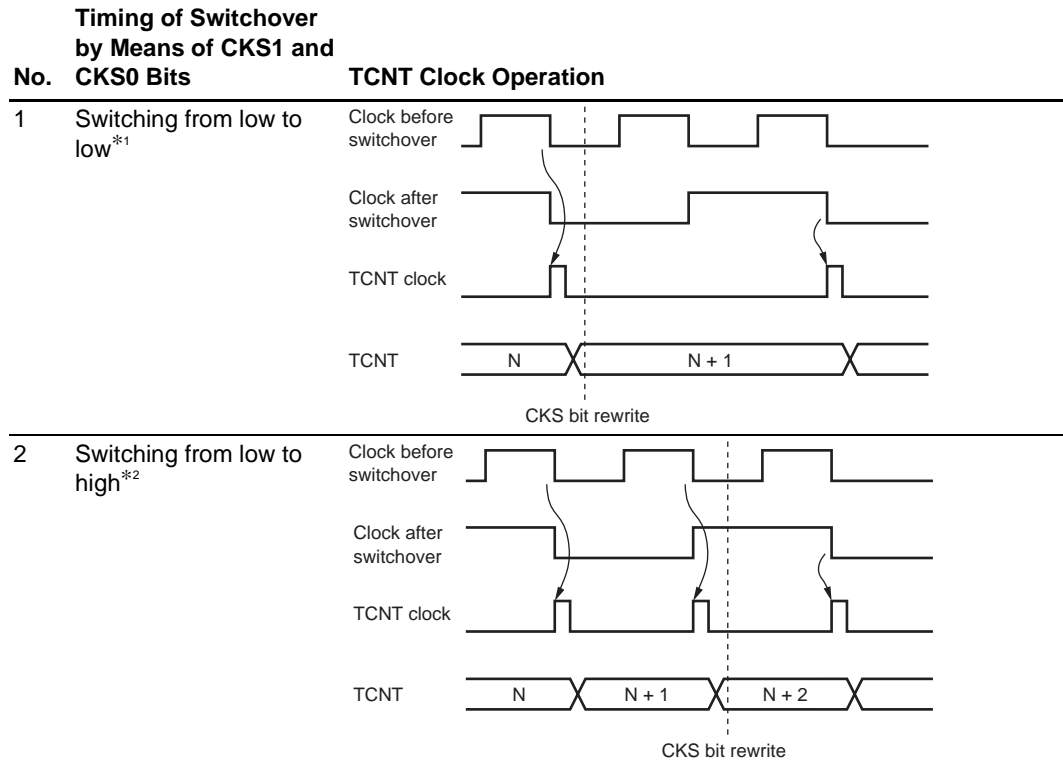 Timing of Switchover
by Means of CKS1 and
No. CKS0 Bits TCNT Clock Operation
1 Switching from low to
low*1
Clock before
switchover
Clock after
switchover
TCNT clock
TCNT N N + 1
CKS bit rewrite
2 Switching from low to
high*2
Clock before
switchover
Clock after
switchover
TCNT clock
TCNT N N + 1 N + 2
CKS bit rewrite